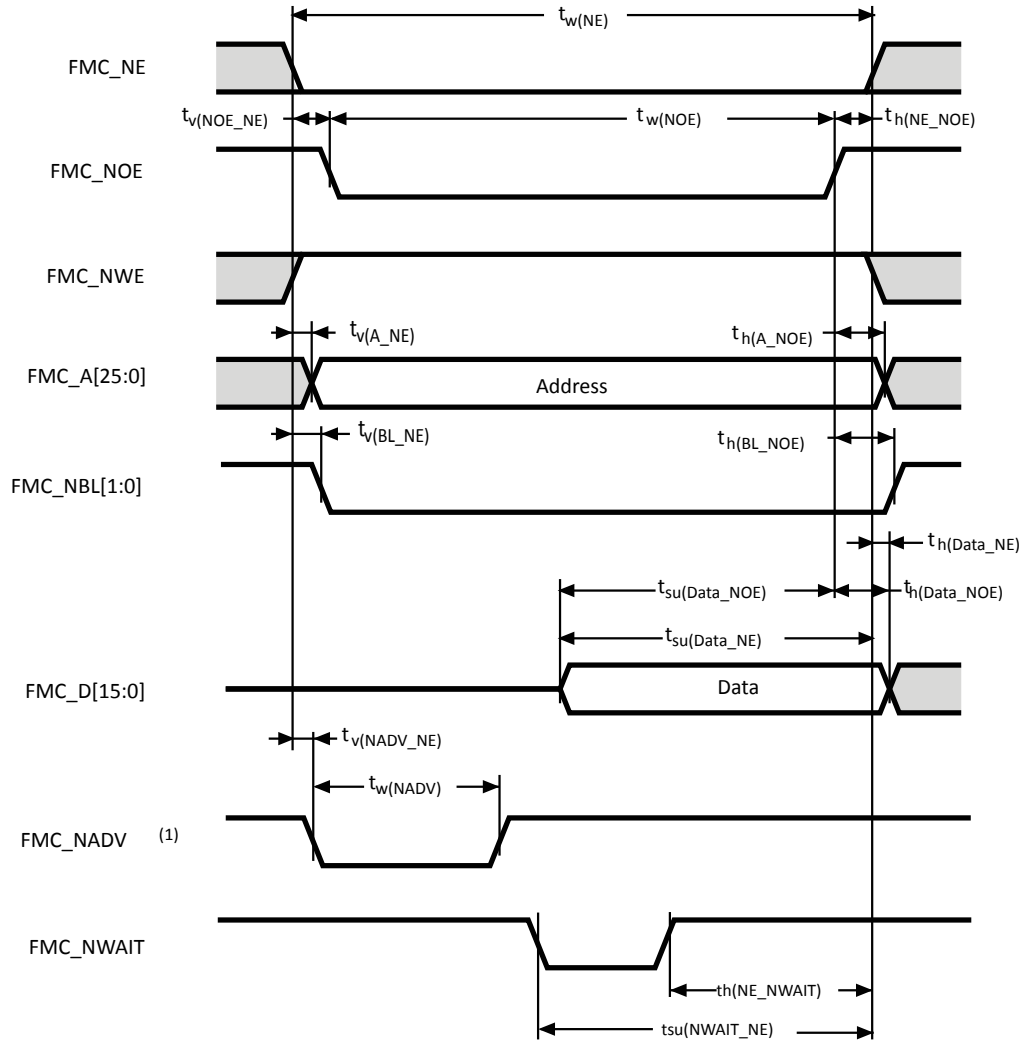 tw(NE)
FMC_NE
tv(NOE_NE) tw(NOE) th(NE_NOE)
FMC_NOE
FMC_NWE
tv(A_NE) th(A_NOE)
FMC_A[25:0] Address
tv(BL_NE) th(BL_NOE)
FMC_NBL[1:0]
th(Data_NE)
tsu(Data_NOE) th(Data_NOE)
tsu(Data_NE)
FMC_D[15:0] Data
tv(NADV_NE)
tw(NADV)
FMC_NADV (1)
FMC_NWAIT
th(NE_NWAIT)
tsu(NWAIT_NE)